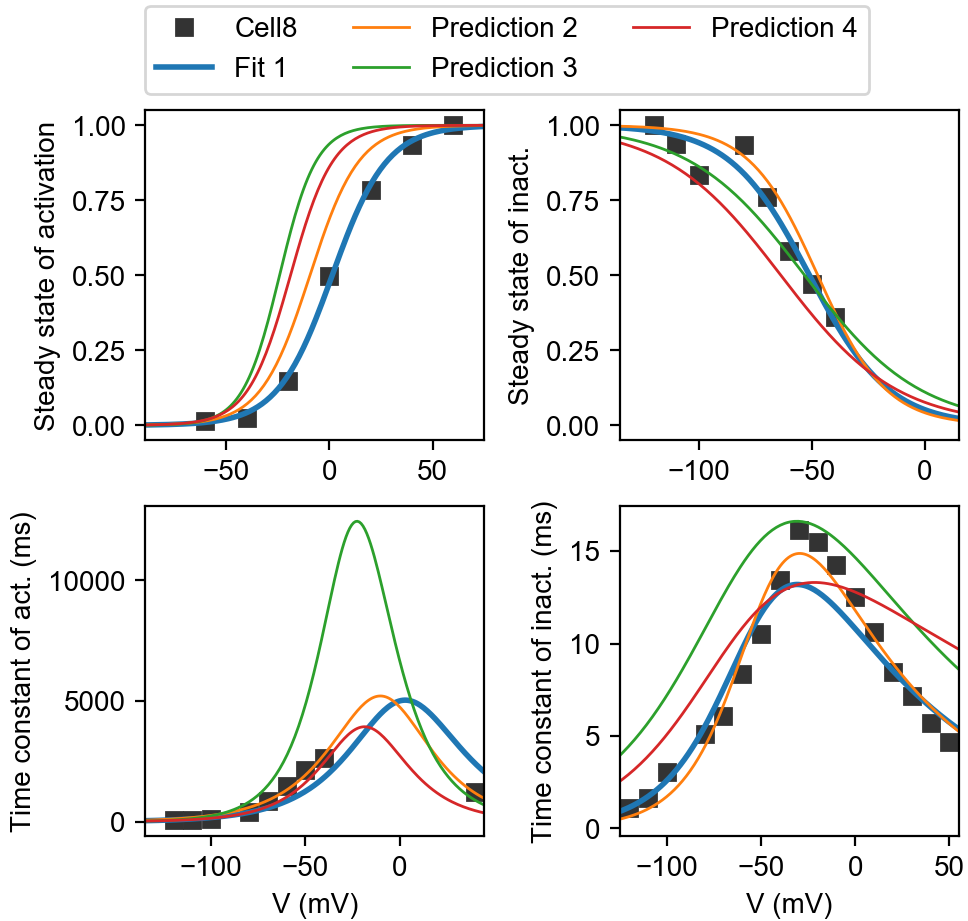 Cell8
Fit 1
Prediction 2
Prediction 3
Prediction 4
Steady state of activation
1.00
0.75
0.50
0.25
0.00
−50 0 50
Steady state of inact.
1.00
0.75
0.50
0.25
0.00
−100 −50 0
Time constant of act. (ms)
10000
5000
0
−100 −50 0
V (mV)
Time constant of inact. (ms)
15
10
5
0
−100 −50 0 50
V (mV)